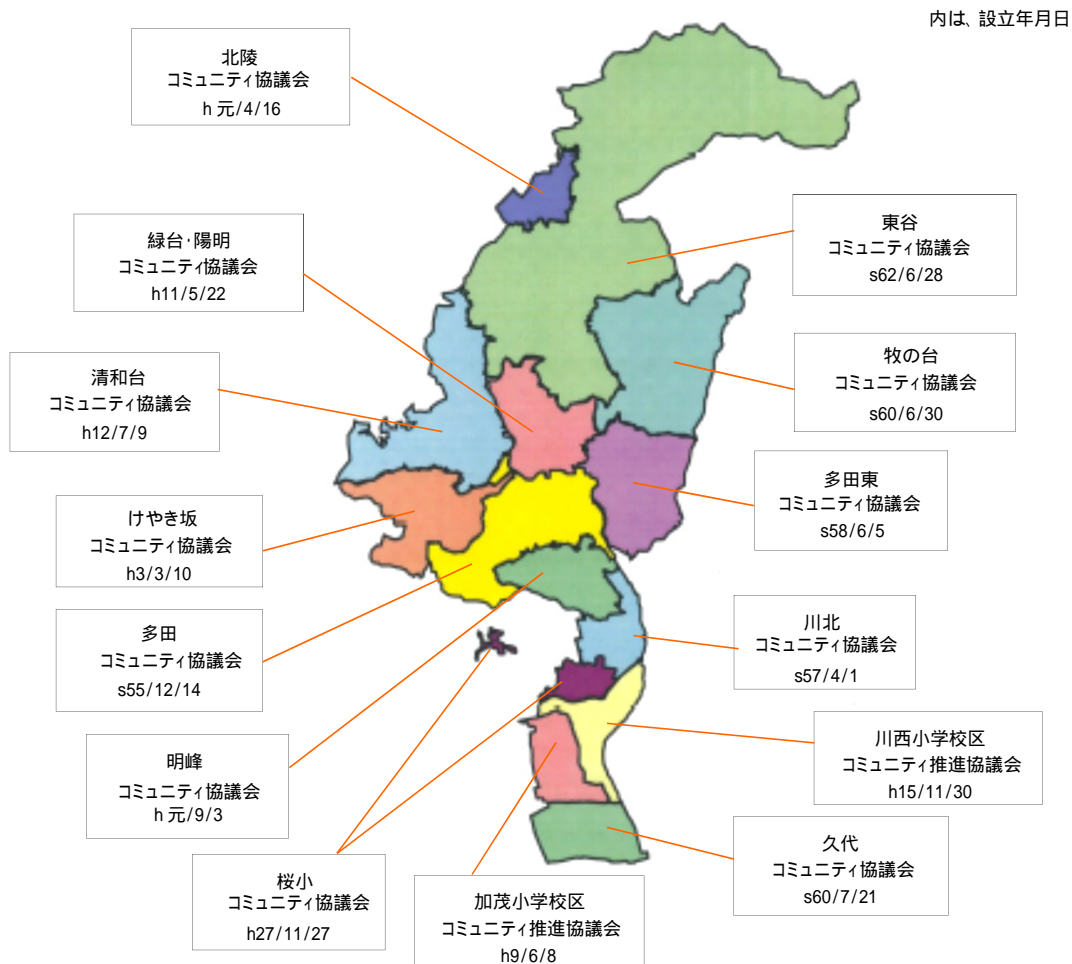 内は、設立年月日
北陵
コミュニティ協議会
h 元/4/16
緑台･陽明
コミュニティ協議会
h11/5/22
清和台
コミュニティ協議会
h12/7/9
けやき坂
コミュニティ協議会
h3/3/10
多田
コミュニティ協議会
s55/12/14
明峰
コミュニティ協議会
h 元/9/3
桜小
コミュニティ協議会
h27/11/27
加茂小学校区
コミュニティ推進協議会
h9/6/8
東谷
コミュニティ協議会
s62/6/28
牧の台
コミュニティ協議会
s60/6/30
多田東
コミュニティ協議会
s58/6/5
川北
コミュニティ協議会
s57/4/1
川西小学校区
コミュニティ推進協議会
h15/11/30
久代
コミュニティ協議会
s60/7/21